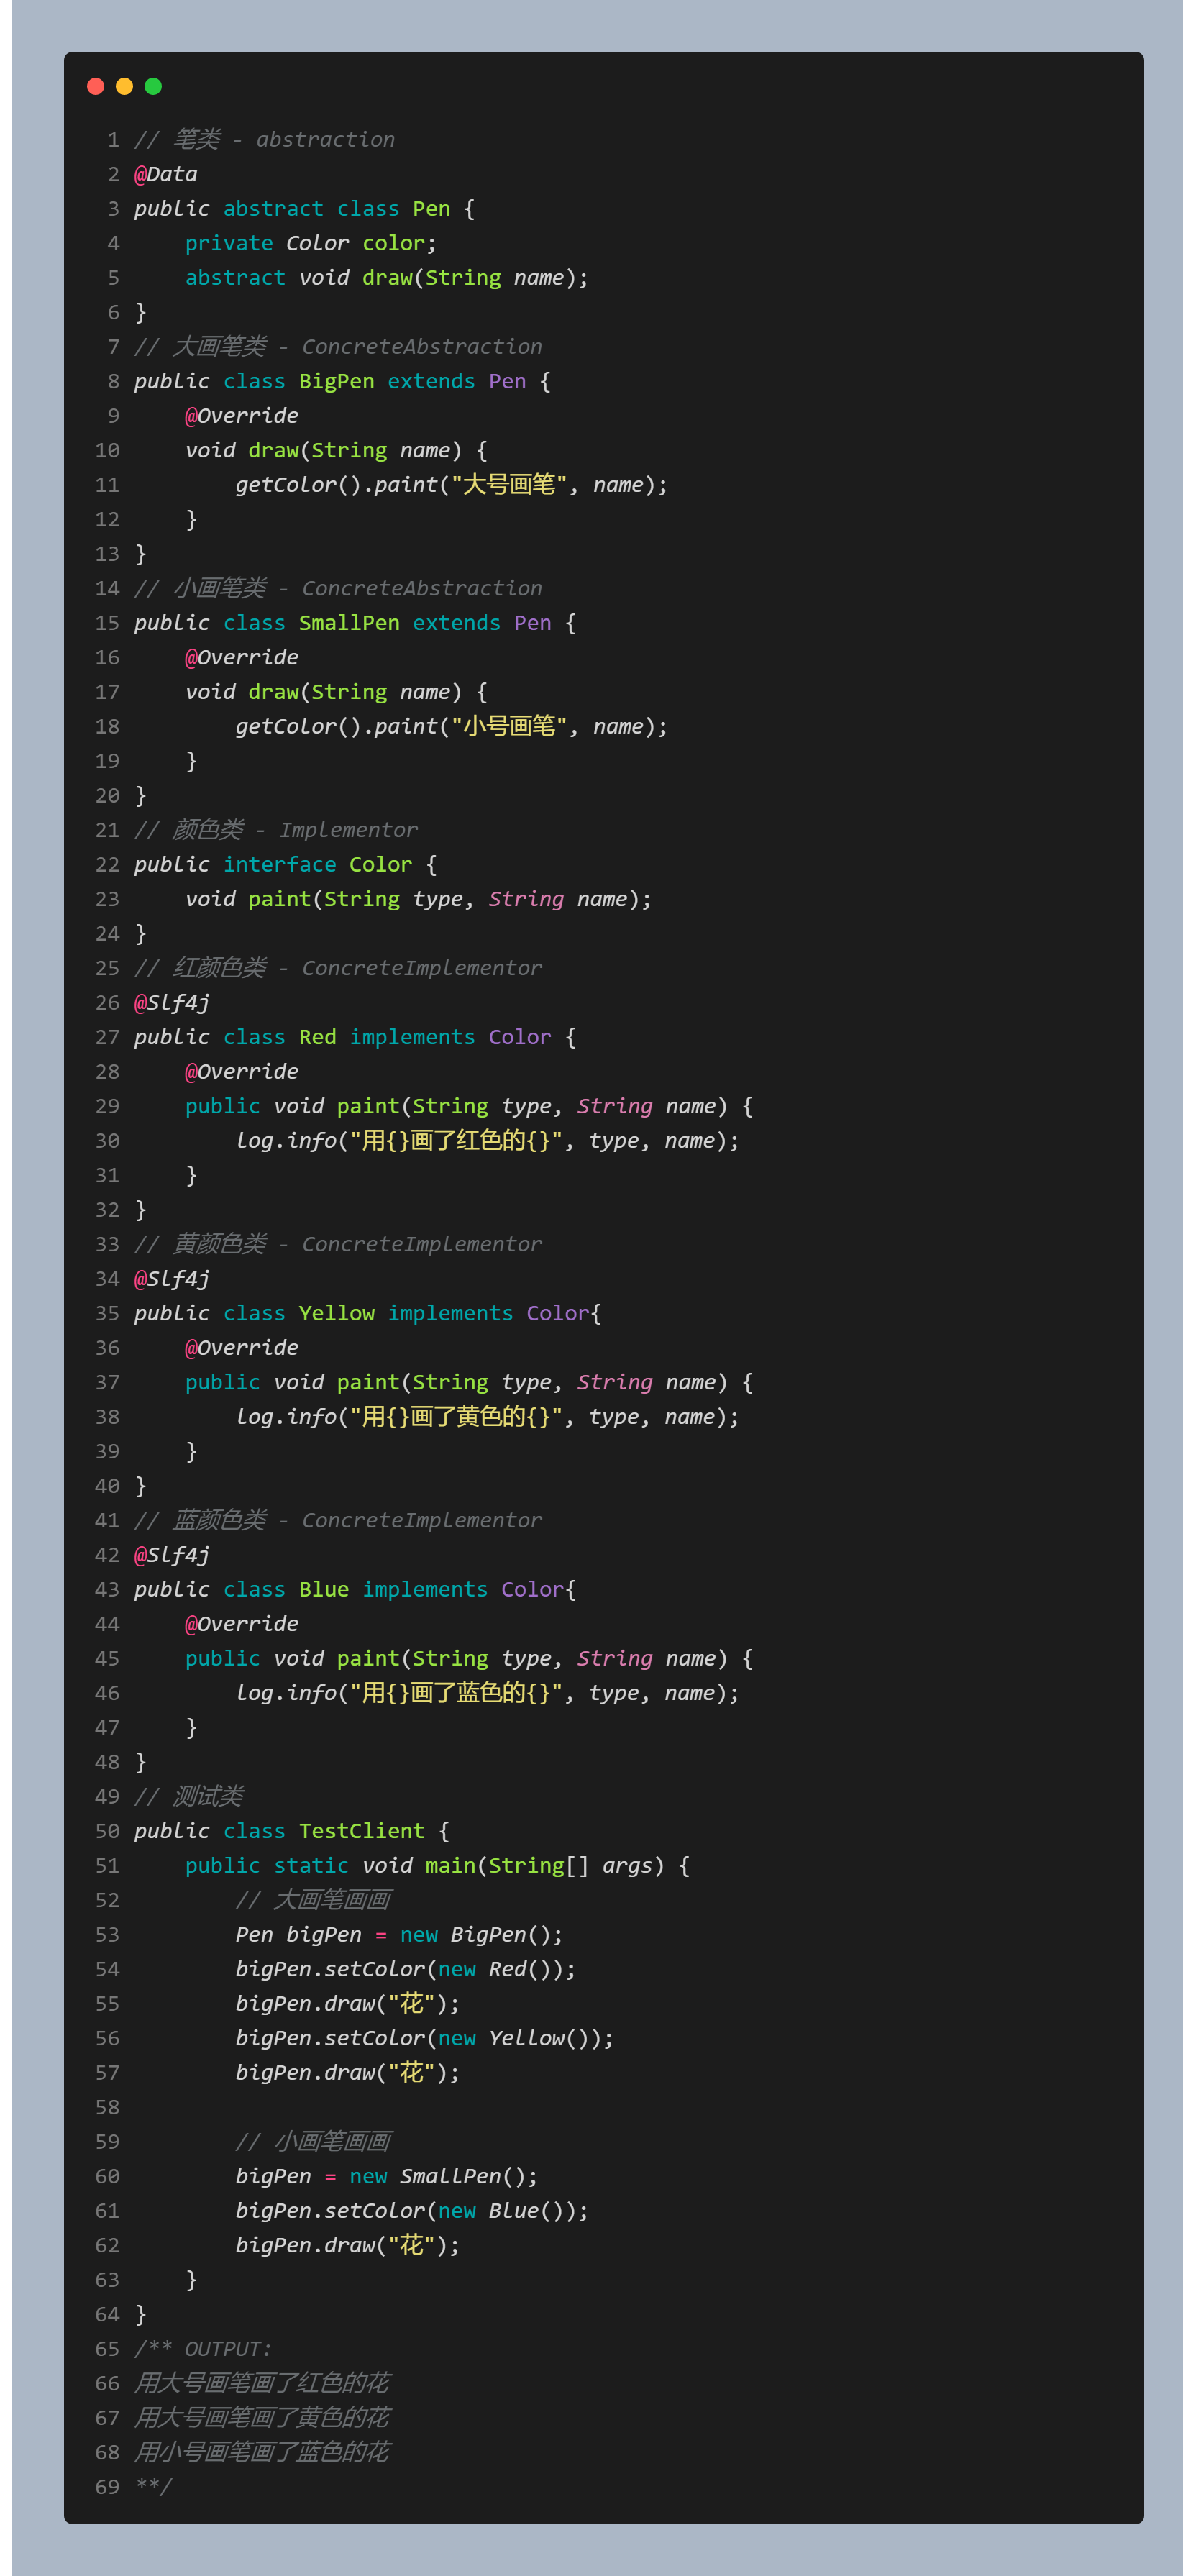 1 // 笔类 - abstraction
2 @Data
3 public abstract class Pen {
4     private Color color;
5     abstract void draw(String name);
6 }
7 // 大画笔类 - ConcreteAbstraction
8 public class BigPen extends Pen {
9     @Override
10     void draw(String name) {
11         getColor().paint("大号画笔", name);
12     }
13 }
14 // 小画笔类 - ConcreteAbstraction
15 public class SmallPen extends Pen {
16     @Override
17     void draw(String name) {
18         getColor().paint("小号画笔", name);
19     }
20 }
21 // 颜色类 - Implementor
22 public interface Color {
23     void paint(String type, String name);
24 }
25 // 红颜色类 - ConcreteImplementor
26 @Slf4j
27 public class Red implements Color {
28     @Override
29     public void paint(String type, String name) {
30         log.info("用{}画了红色的{}", type, name);
31     }
32 }
33 // 黄颜色类 - ConcreteImplementor
34 @Slf4j
35 public class Yellow implements Color{
36     @Override
37     public void paint(String type, String name) {
38         log.info("用{}画了黄色的{}", type, name);
39     }
40 }
41 // 蓝颜色类 - ConcreteImplementor
42 @Slf4j
43 public class Blue implements Color{
44     @Override
45     public void paint(String type, String name) {
46         log.info("用{}画了蓝色的{}", type, name);
47     }
48 }
49 // 测试类
50 public class TestClient {
51     public static void main(String[] args) {
52         // 大画笔画画
53         Pen bigPen = new BigPen();
54         bigPen.setColor(new Red());
55         bigPen.draw("花");
56         bigPen.setColor(new Yellow());
57         bigPen.draw("花");
58
59         // 小画笔画画
60         bigPen = new SmallPen();
61         bigPen.setColor(new Blue());
62         bigPen.draw("花");
63     }
64 }
65 /** OUTPUT:
66 用大号画笔画了红色的花
67 用大号画笔画了黄色的花
68 用小号画笔画了蓝色的花
69 **/